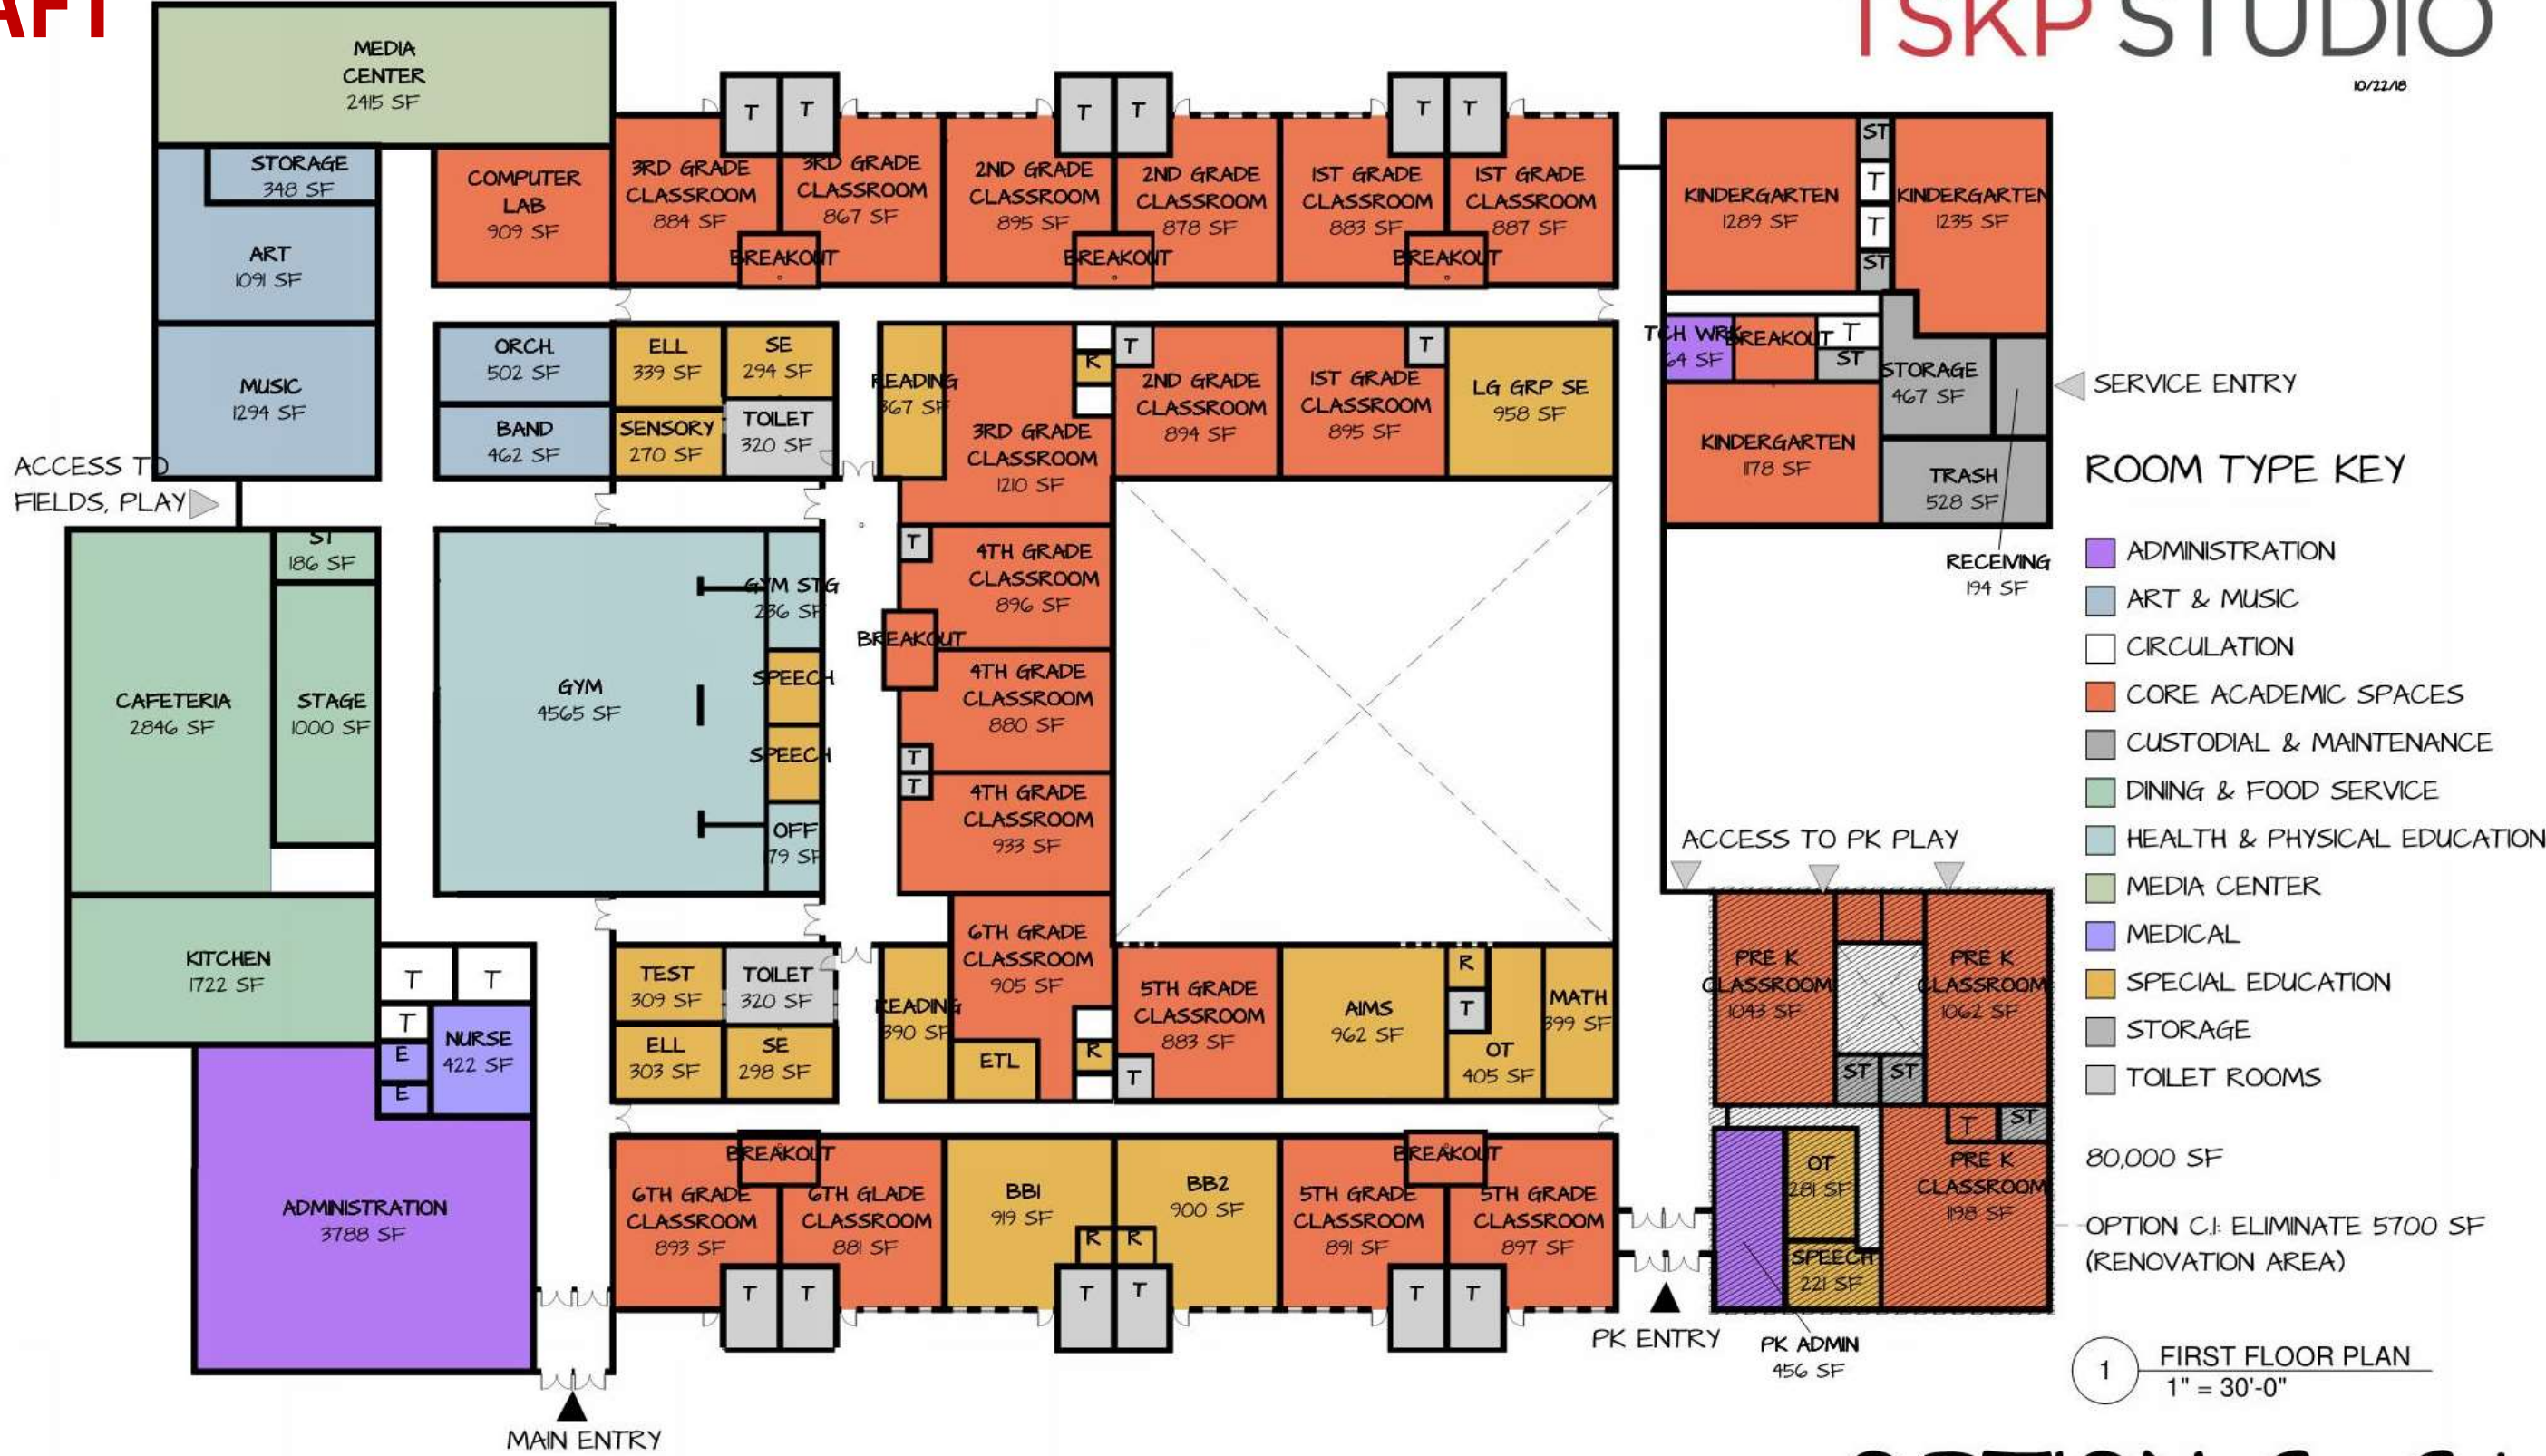 TSKP STUDIO
10/22/18
MEDIA
CENTER
2415 SF
STORAGE
348 SF
ART
1091 SF
MUSIC
1294 SF
COMPUTER
LAB
909 SF
T
T
3RD GRADE
CLASSROOM
884 SF
3RD GRADE
CLASSROOM
867 SF
BREAKOUT
T
T
2ND GRADE
CLASSROOM
895 SF
2ND GRADE
CLASSROOM
878 SF
BREAKOUT
T
T
1ST GRADE
CLASSROOM
883 SF
1ST GRADE
CLASSROOM
887 SF
BREAKOUT
KINDERGARTEN
1289 SF
ST
T
T
ST
KINDERGARTEN
1235 SF
TCH WRK
64 SF
BREAKOUT
T
ST
STORAGE
467 SF
KINDERGARTEN
1178 SF
TRASH
528 SF
RECEIVING
194 SF
SERVICE ENTRY
ORCH.
502 SF
BAND
462 SF
ELL
339 SF
SE
294 SF
SENSORY
270 SF
TOILET
320 SF
READING
367 SF
R
3RD GRADE
CLASSROOM
1210 SF
T
2ND GRADE
CLASSROOM
894 SF
T
1ST GRADE
CLASSROOM
895 SF
LG GRP SE
958 SF
ACCESS TO
FIELDS, PLAY
ST
186 SF
CAFETERIA
2846 SF
STAGE
1000 SF
KITCHEN
1722 SF
GYM
4565 SF
GYM STG
236 SF
SPEECH
SPEECH
OFF
79 SF
T
4TH GRADE
CLASSROOM
896 SF
BREAKOUT
4TH GRADE
CLASSROOM
880 SF
T
T
4TH GRADE
CLASSROOM
933 SF
6TH GRADE
CLASSROOM
905 SF
T
T
T
E
E
NURSE
422 SF
ADMINISTRATION
3788 SF
TEST
309 SF
TOILET
320 SF
ELL
303 SF
SE
298 SF
READING
390 SF
ETL
R
5TH GRADE
CLASSROOM
883 SF
T
AIMS
962 SF
R
T
OT
405 SF
MATH
399 SF
BREAKOUT
6TH GRADE
CLASSROOM
893 SF
6TH GLADE
CLASSROOM
881 SF
T
T
BB1
919 SF
BB2
900 SF
R
R
T
T
BREAKOUT
5TH GRADE
CLASSROOM
891 SF
5TH GRADE
CLASSROOM
897 SF
T
T
MAIN ENTRY
PK ENTRY
ACCESS TO PK PLAY
PRE K
CLASSROOM
1043 SF
PRE K
CLASSROOM
1062 SF
ST
ST
T
ST
OT
281 SF
SPEECH
221 SF
PRE K
CLASSROOM
1198 SF
PK ADMIN
456 SF
ROOM TYPE KEY
ADMINISTRATION
ART & MUSIC
CIRCULATION
CORE ACADEMIC SPACES
CUSTODIAL & MAINTENANCE
DINING & FOOD SERVICE
HEALTH & PHYSICAL EDUCATION
MEDIA CENTER
MEDICAL
SPECIAL EDUCATION
STORAGE
TOILET ROOMS
80,000 SF
OPTION C.1: ELIMINATE 5700 SF
(RENOVATION AREA)
1
FIRST FLOOR PLAN
1" = 30'-0"